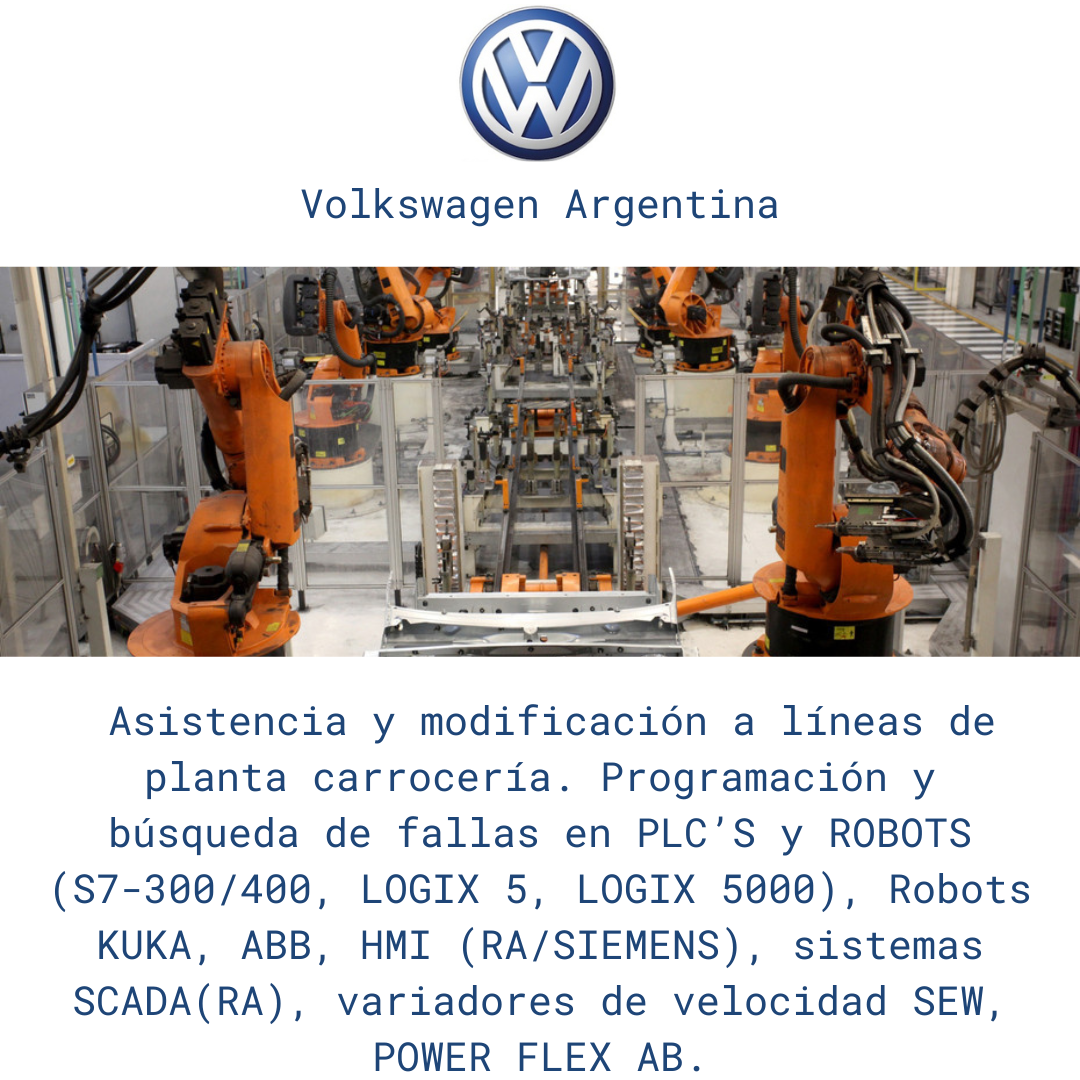 Volkswagen Argentina
Asistencia y modificación a líneas de
planta carrocería. Programación y
búsqueda de fallas en PLC’S y ROBOTS
(S7-300/400, LOGIX 5, LOGIX 5000), Robots
KUKA, ABB, HMI (RA/SIEMENS), sistemas
SCADA(RA), variadores de velocidad SEW,
POWER FLEX AB.